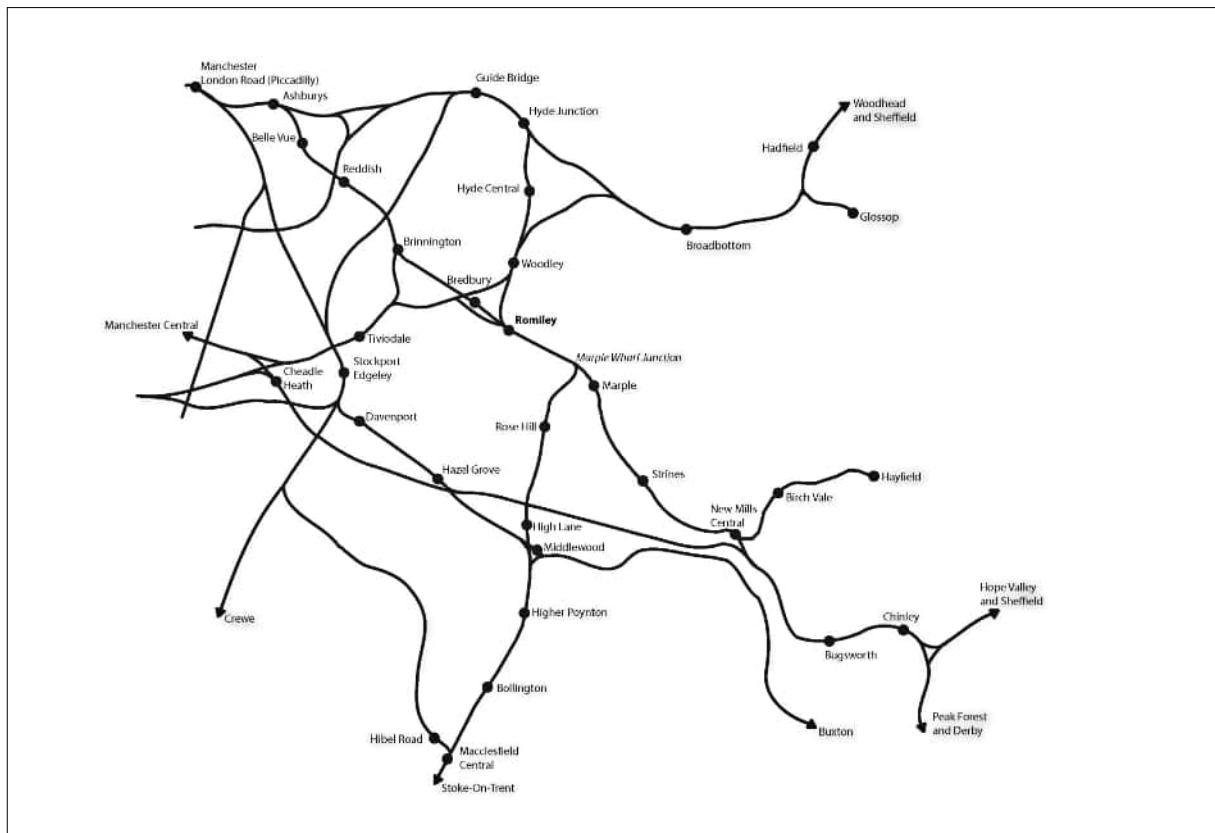 Manchester
London Road (Piccadilly)
Ashburys
Guide Bridge
Hyde Junction
Woodhead
and Sheffield
Belle Vue
Hadfield
Reddish
Hyde Central
Glossop
Broadbottom
Brinnington
Woodley
Bredbury
Romiley
Manchester Central
Tiviodale
Marple Wharf Junction
Stockport
Edgeley
Cheadle
Heath
Marple
Davenport
Rose Hill
Hazel Grove
Strines
Hayfield
Birch Vale
New Mills
Central
High Lane
Middlewood
Hope Valley
and Sheffield
Higher Poynton
Crewe
Chinley
Bugsworth
Bollington
Peak Forest
and Derby
Buxton
Hibel Road
Macclesfield
Central
Stoke-On-Trent